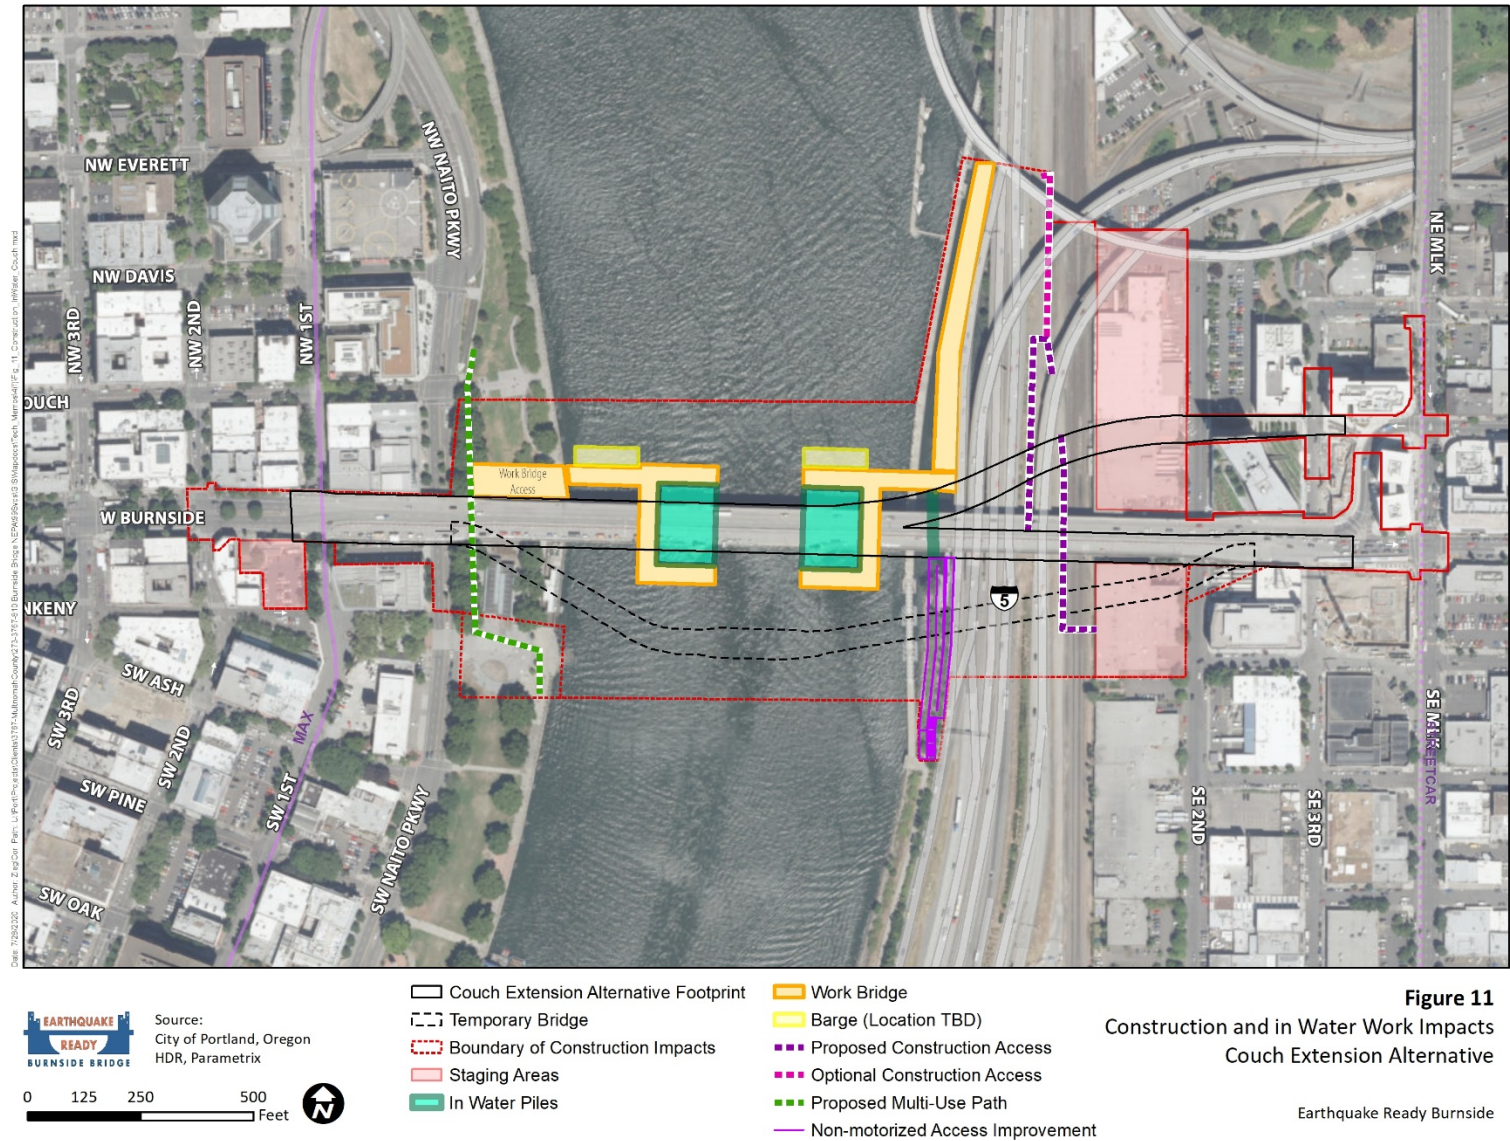 NW EVERETT
NW NAITO PKWY
NW DAVIS
NW 3RD
NW 2ND
NW 1ST
NE MLK
OUCH
Work Bridge
Access
W BURNSIDE
NKENY
5
SW ASH
SW 3RD
SW 2ND
MAX
SW PINE
SW 1ST
SW NAITO PKWY
SW OAK
SE 2ND
SE 3RD
SE MLK
STREETCAR
EARTHQUAKE
READY
BURNSIDE BRIDGE
Source:
City of Portland, Oregon
HDR, Parametrix
0 125 250 500
Feet
N
Couch Extension Alternative Footprint
Temporary Bridge
Boundary of Construction Impacts
Staging Areas
In Water Piles
Work Bridge
Barge (Location TBD)
Proposed Construction Access
Optional Construction Access
Proposed Multi-Use Path
Non-motorized Access Improvement
Figure 11
Construction and in Water Work Impacts
Couch Extension Alternative
Earthquake Ready Burnside